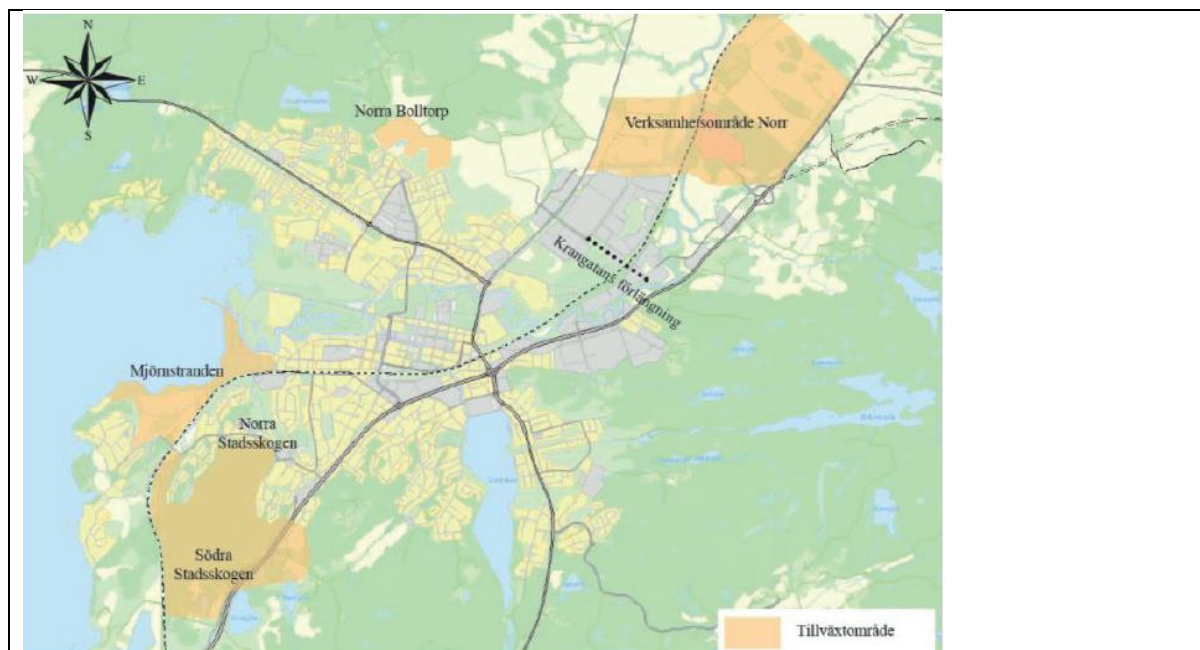 N
W
E
S
Norra Bolltorp
Verksamhetsområde Norr
Krangatans förlängning
Mjörnstranden
Norra
Stadsskogen
Södra
Stadsskogen
Tillväxtområde